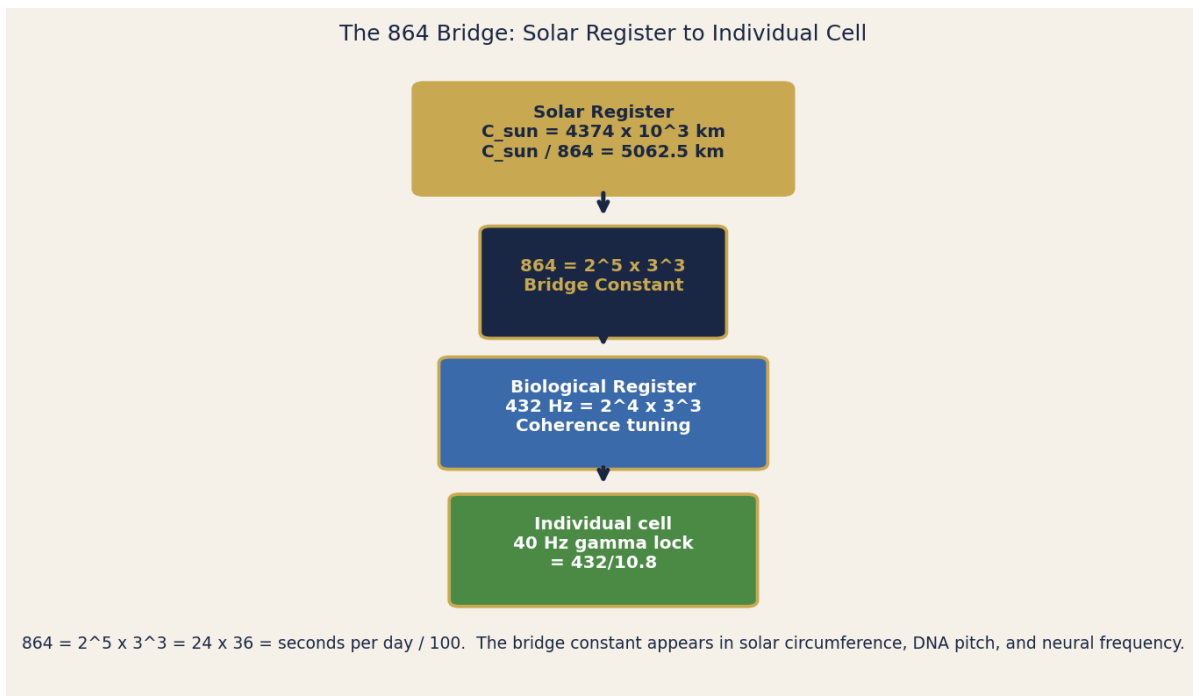 The 864 Bridge: Solar Register to Individual Cell
Solar Register
C_sun = 4374 x 10^3 km
C_sun / 864 = 5062.5 km
864 = 2^5 x 3^3
Bridge Constant
Biological Register
432 Hz = 2^4 x 3^3
Coherence tuning
Individual cell
40 Hz gamma lock
= 432/10.8
864 = 2^5 x 3^3 = 24 x 36 = seconds per day / 100.  The bridge constant appears in solar circumference, DNA pitch, and neural frequency.